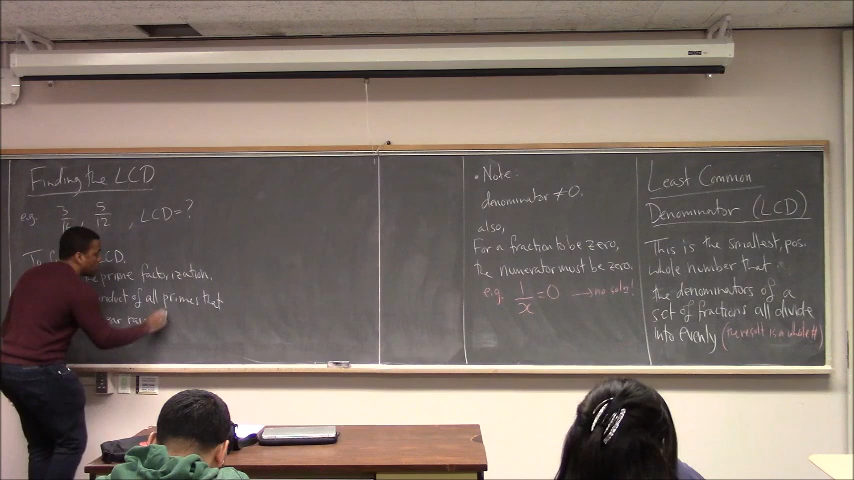 Finding the LCD
e.g. 3/16, 5/12, LCD=?
To LCD.
prime factorization.
product of all primes that
• Note:
denominator ≠ 0.
also,
For a fraction to be zero,
the numerator must be zero.
e.g. 1/x = 0 → no soln!
Least Common
Denominator (LCD)
This is the smallest, pos.
whole number that
the denominators of a
set of fractions all divide
into evenly (the result is a whole #)